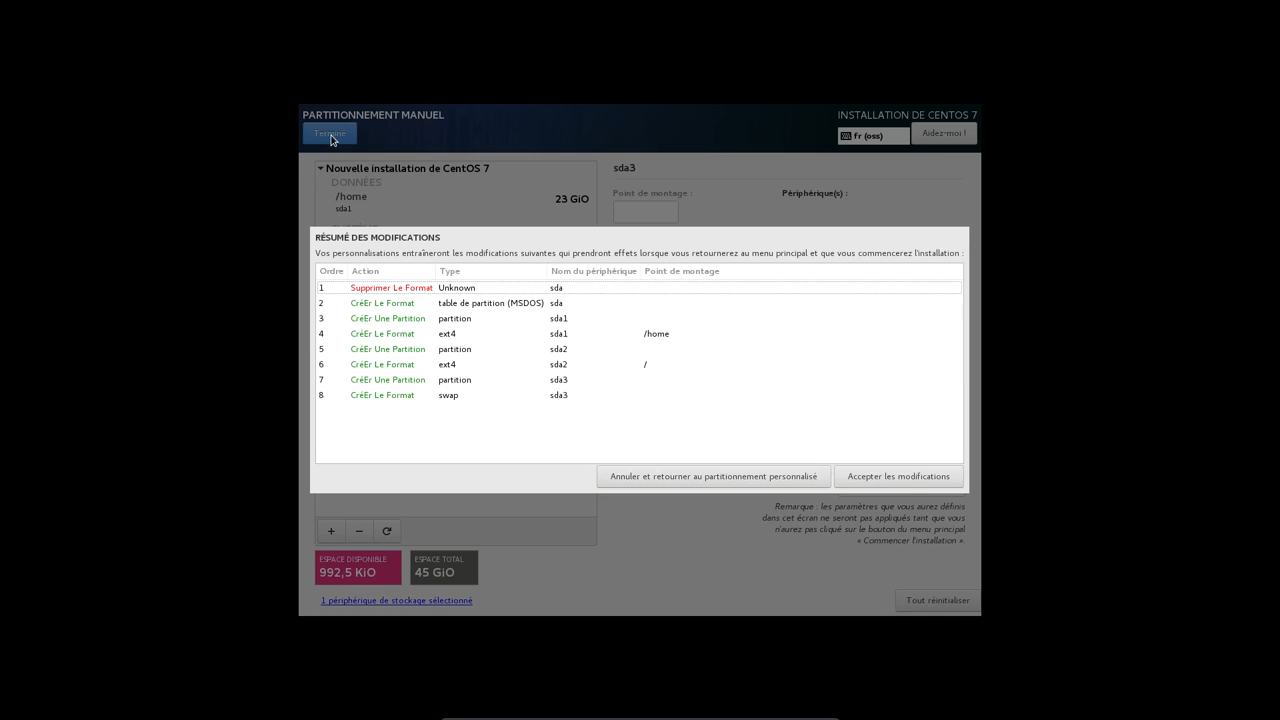 PARTITIONNEMENT MANUEL
INSTALLATION DE CENTOS 7
Terminé
fr (oss)
Aidez-moi !
Nouvelle installation de CentOS 7
DONNÉES
/home
sda1
23 GiO
sda3
Point de montage :
Périphérique(s) :
RÉSUMÉ DES MODIFICATIONS
Vos personnalisations entraîneront les modifications suivantes qui prendront effets lorsque vous retournerez au menu principal et que vous commencerez l'installation :
Ordre Action Type Nom du périphérique Point de montage
1 Supprimer Le Format Unknown sda
2 CréEr Le Format table de partition (MSDOS) sda
3 CréEr Une Partition partition sda1
4 CréEr Le Format ext4 sda1 /home
5 CréEr Une Partition partition sda2
6 CréEr Le Format ext4 sda2 /
7 CréEr Une Partition partition sda3
8 CréEr Le Format swap sda3
Annuler et retourner au partitionnement personnalisé
Accepter les modifications
Remarque : les paramètres que vous aurez définis
dans cet écran ne seront pas appliqués tant que vous
n'aurez pas cliqué sur le bouton du menu principal
« Commencer l'installation ».
ESPACE DISPONIBLE
992,5 KiO
ESPACE TOTAL
45 GiO
1 périphérique de stockage sélectionné
Tout réinitialiser